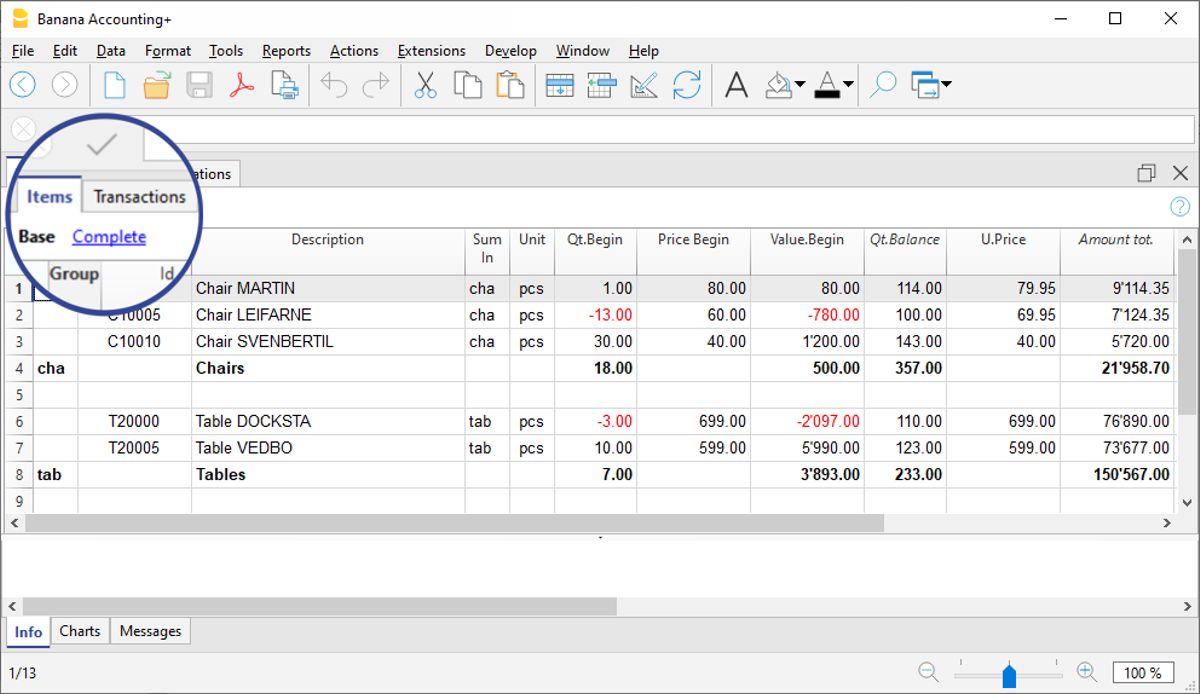 Banana Accounting+
File Edit Data Format Tools Reports Actions Extensions Develop Window Help
ations
Items Transactions
Base Complete
Group Id Description Sum In Unit Qt.Begin Price Begin Value.Begin Qt.Balance U.Price Amount tot.
1 Chair MARTIN cha pcs 1.00 80.00 80.00 114.00 79.95 9'114.35
2 C10005 Chair LEIFARNE cha pcs -13.00 60.00 -780.00 100.00 69.95 7'124.35
3 C10010 Chair SVENBERTIL cha pcs 30.00 40.00 1'200.00 143.00 40.00 5'720.00
4 cha Chairs 18.00 500.00 357.00 21'958.70
5
6 T20000 Table DOCKSTA tab pcs -3.00 699.00 -2'097.00 110.00 699.00 76'890.00
7 T20005 Table VEDBO tab pcs 10.00 599.00 5'990.00 123.00 599.00 73'677.00
8 tab Tables 7.00 3'893.00 233.00 150'567.00
9
Info Charts Messages
1/13 100 %